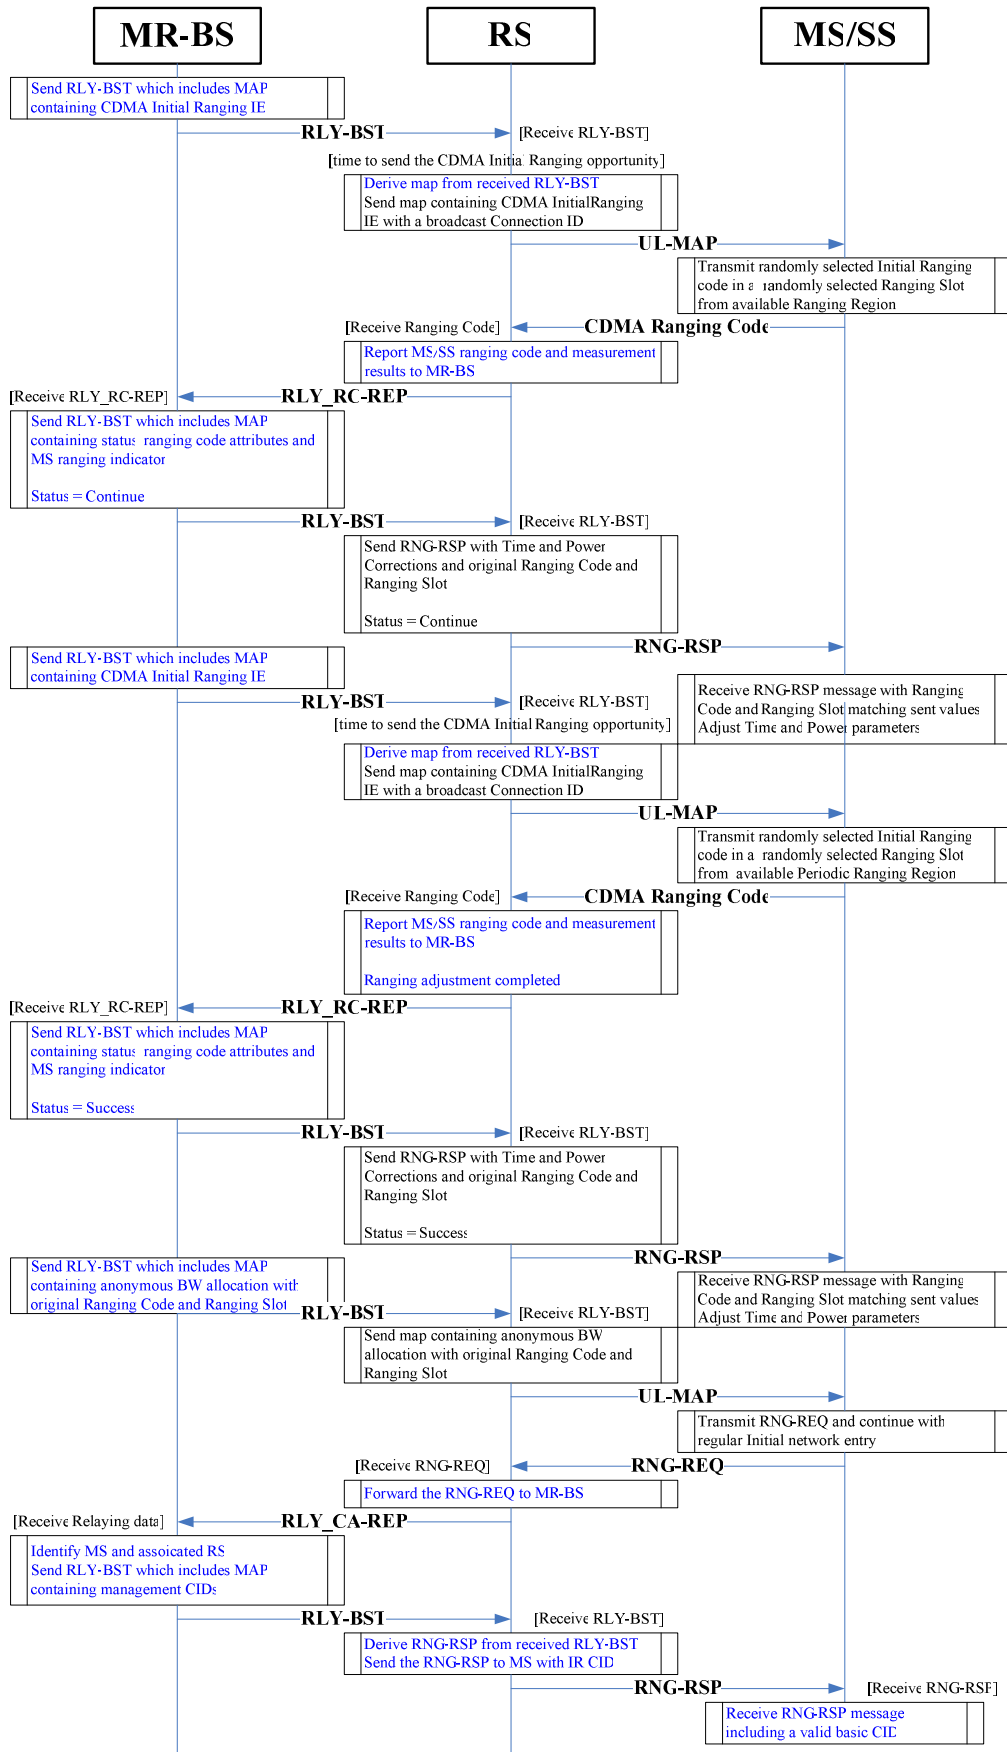 MR-BS
RS
MS/SS
Send RLY-BST which includes MAP
containing CDMA Initial Ranging IE
RLY-BST
[Receive RLY-BST]
[time to send the CDMA Initial Ranging opportunity]
Derive map from received RLY-BST
Send map containing CDMA InitialRanging
IE with a broadcast Connection ID
UL-MAP
Transmit randomly selected Initial Ranging
code in a randomly selected Ranging Slot
from available Ranging Region
[Receive Ranging Code]
CDMA Ranging Code
Report MS/SS ranging code and measurement
results to MR-BS
[Receive RLY_RC-REP]
RLY_RC-REP
Send RLY-BST which includes MAP
containing status ranging code attributes and
MS ranging indicator
Status = Continue
RLY-BST
[Receive RLY-BST]
Send RNG-RSP with Time and Power
Corrections and original Ranging Code and
Ranging Slot
Status = Continue
RNG-RSP
Send RLY-BST which includes MAP
containing CDMA Initial Ranging IE
RLY-BST
[Receive RLY-BST]
[time to send the CDMA Initial Ranging opportunity]
Receive RNG-RSP message with Ranging
Code and Ranging Slot matching sent values
Adjust Time and Power parameters
Derive map from received RLY-BST
Send map containing CDMA InitialRanging
IE with a broadcast Connection ID
UL-MAP
Transmit randomly selected Initial Ranging
code in a randomly selected Ranging Slot
from available Periodic Ranging Region
[Receive Ranging Code]
CDMA Ranging Code
Report MS/SS ranging code and measurement
results to MR-BS
Ranging adjustment completed
[Receive RLY_RC-REP]
RLY_RC-REP
Send RLY-BST which includes MAP
containing status ranging code attributes and
MS ranging indicator
Status = Success
RLY-BST
[Receive RLY-BST]
Send RNG-RSP with Time and Power
Corrections and original Ranging Code and
Ranging Slot
Status = Success
RNG-RSP
Send RLY-BST which includes MAP
containing anonymous BW allocation with
original Ranging Code and Ranging Slot
RLY-BST
[Receive RLY-BST]
Receive RNG-RSP message with Ranging
Code and Ranging Slot matching sent values
Adjust Time and Power parameters
Send map containing anonymous BW
allocation with original Ranging Code and
Ranging Slot
UL-MAP
Transmit RNG-REQ and continue with
regular Initial network entry
[Receive RNG-REQ]
RNG-REQ
Forward the RNG-REQ to MR-BS
[Receive Relaying data]
RLY_CA-REP
Identify MS and assoicated RS
Send RLY-BST which includes MAP
containing management CIDs
RLY-BST
[Receive RLY-BST]
Derive RNG-RSP from received RLY-BST
Send the RNG-RSP to MS with IR CID
RNG-RSP
[Receive RNG-RSP]
Receive RNG-RSP message
including a valid basic CID